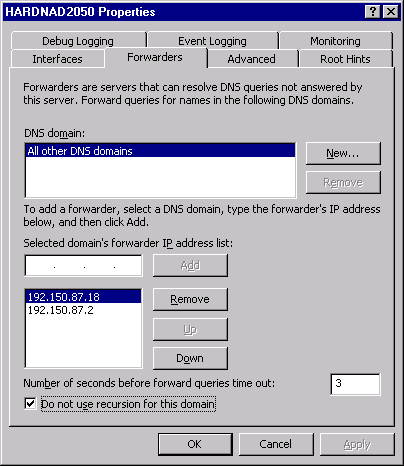 HARDNAD2050 Properties
Debug Logging Event Logging Monitoring
Interfaces Forwarders Advanced Root Hints
Forwarders are servers that can resolve DNS queries not answered by
this server. Forward queries for names in the following DNS domains.
DNS domain:
All other DNS domains
New...
Remove
To add a forwarder, select a DNS domain, type the forwarder's IP address
below, and then click Add.
Selected domain's forwarder IP address list:
. . .
Add
192.150.87.18
192.150.87.2
Remove
Up
Down
Number of seconds before forward queries time out: 3
Do not use recursion for this domain
OK Cancel Apply